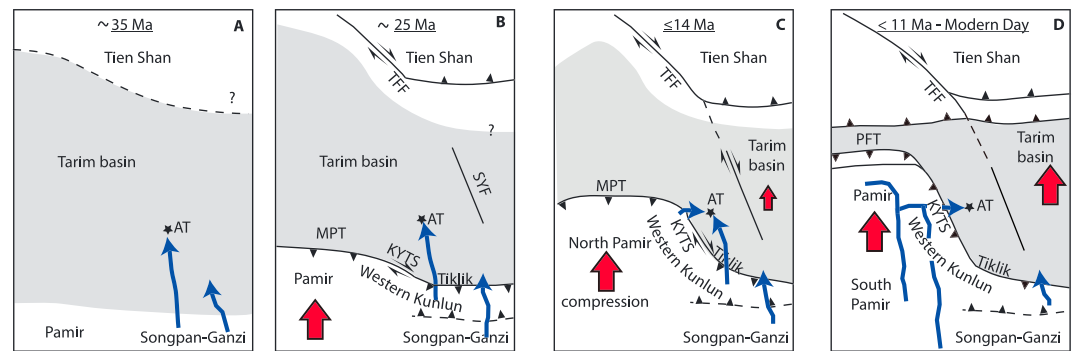 ~ 35 Ma
A
Tien Shan
?
Tarim basin
AT
Pamir
Songpan-Ganzi
~ 25 Ma
B
Tien Shan
TFF
?
Tarim basin
SYF
AT
MPT
KYTS
Tiklik
Pamir
Western Kunlun
Songpan-Ganzi
≤14 Ma
C
Tien Shan
TFF
Tarim
basin
MPT
AT
KYTS
Tiklik
North Pamir
Western Kunlun
compression
Songpan-Ganzi
< 11 Ma - Modern Day
D
Tien Shan
TFF
PFT
Tarim
basin
Pamir
KYTS
AT
Western Kunlun
Tiklik
South
Pamir
Songpan-Ganzi